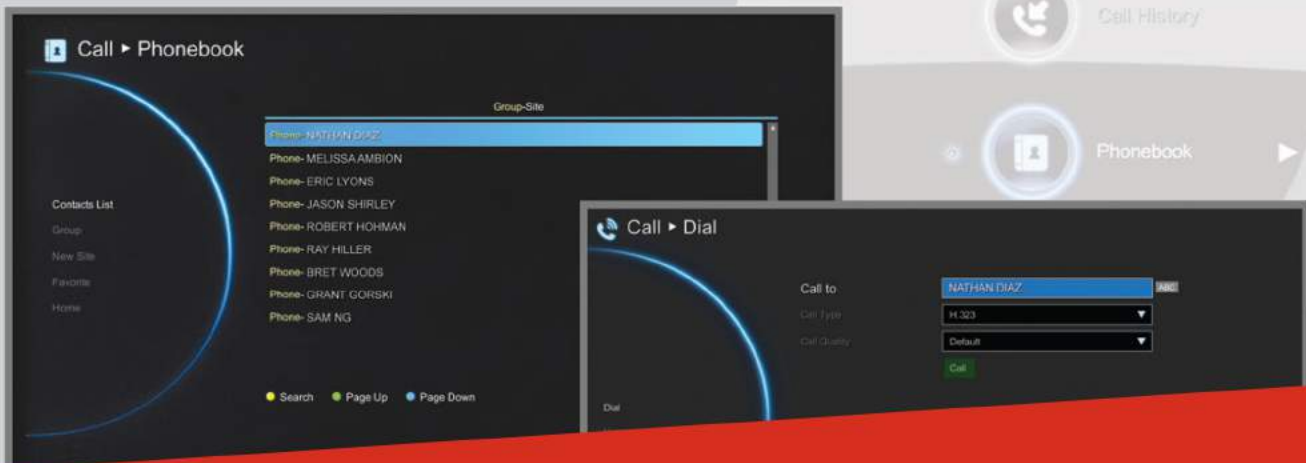 Call History
Phonebook
Call ▸ Phonebook
Group-Site
Phone- NATHAN DIAZ
Phone- MELISSA AMBION
Phone- ERIC LYONS
Phone- JASON SHIRLEY
Phone- ROBERT HOHMAN
Phone- RAY HILLER
Phone- BRET WOODS
Phone- GRANT GORSKI
Phone- SAM NG
Contacts List
Group
New Site
Favorite
Home
Search Page Up Page Down
Call ▸ Dial
Call to NATHAN DIAZ ABC
Call Type H.323
Call Quality Default
Call
Dial